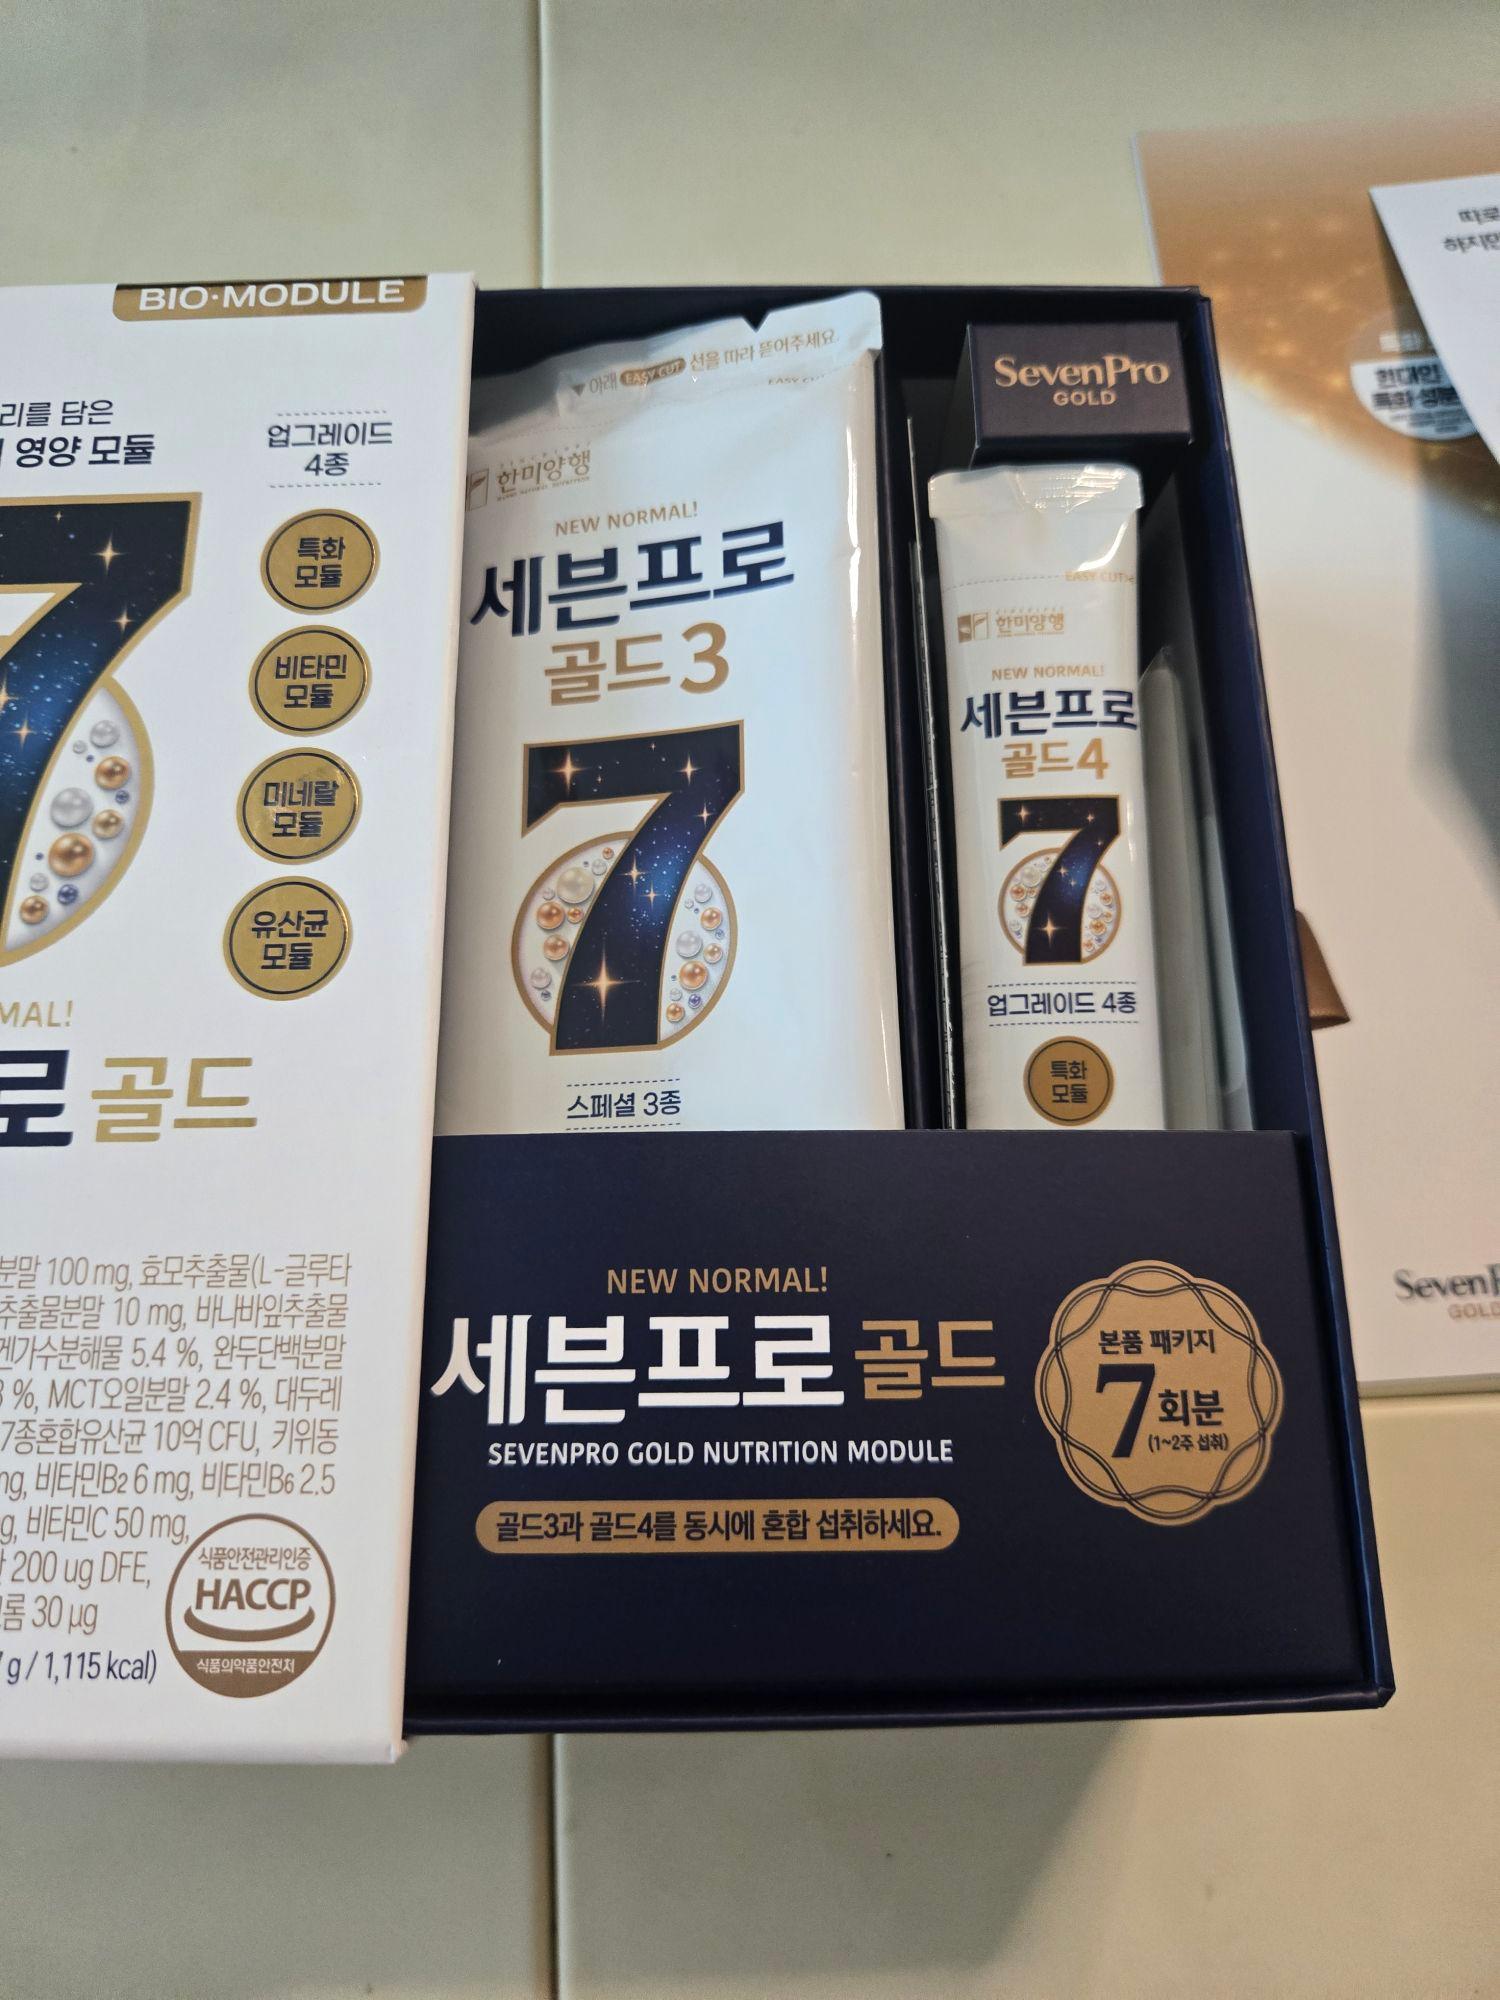 BIO·MODULE
리를 담은
영양 모듈
업그레이드
4종
특화
모듈
비타민
모듈
미네랄
모듈
유산균
모듈
MAL!
로 골드
분말 100 mg, 효모추출물(L-글루타
추출물분말 10 mg, 바나바잎추출물
겐가수분해물 5.4 %, 완두단백분말
%, MCT오일분말 2.4 %, 대두레
7종혼합유산균 10억 CFU, 키위동
mg, 비타민B2 6 mg, 비타민B6 2.5
g, 비타민C 50 mg,
200 ug DFE,
롬 30 µg
g / 1,115 kcal)
식품안전관리인증
HACCP
식품의약품안전처
▼아래 EASY CUT 선을 따라 뜯어주세요
EASY CUT
한미양행
NEW NORMAL!
세븐프로
골드3
7
스페셜 3종
SevenPro
GOLD
EASY CUT
한미양행
NEW NORMAL!
세븐프로
골드4
7
업그레이드 4종
특화
모듈
NEW NORMAL!
세븐프로 골드
SEVENPRO GOLD NUTRITION MODULE
골드3과 골드4를 동시에 혼합 섭취하세요.
본품 패키지
7회분
(1~2주 섭취)
따로
하지만
현대인
특화 성분
Seven
GOLD